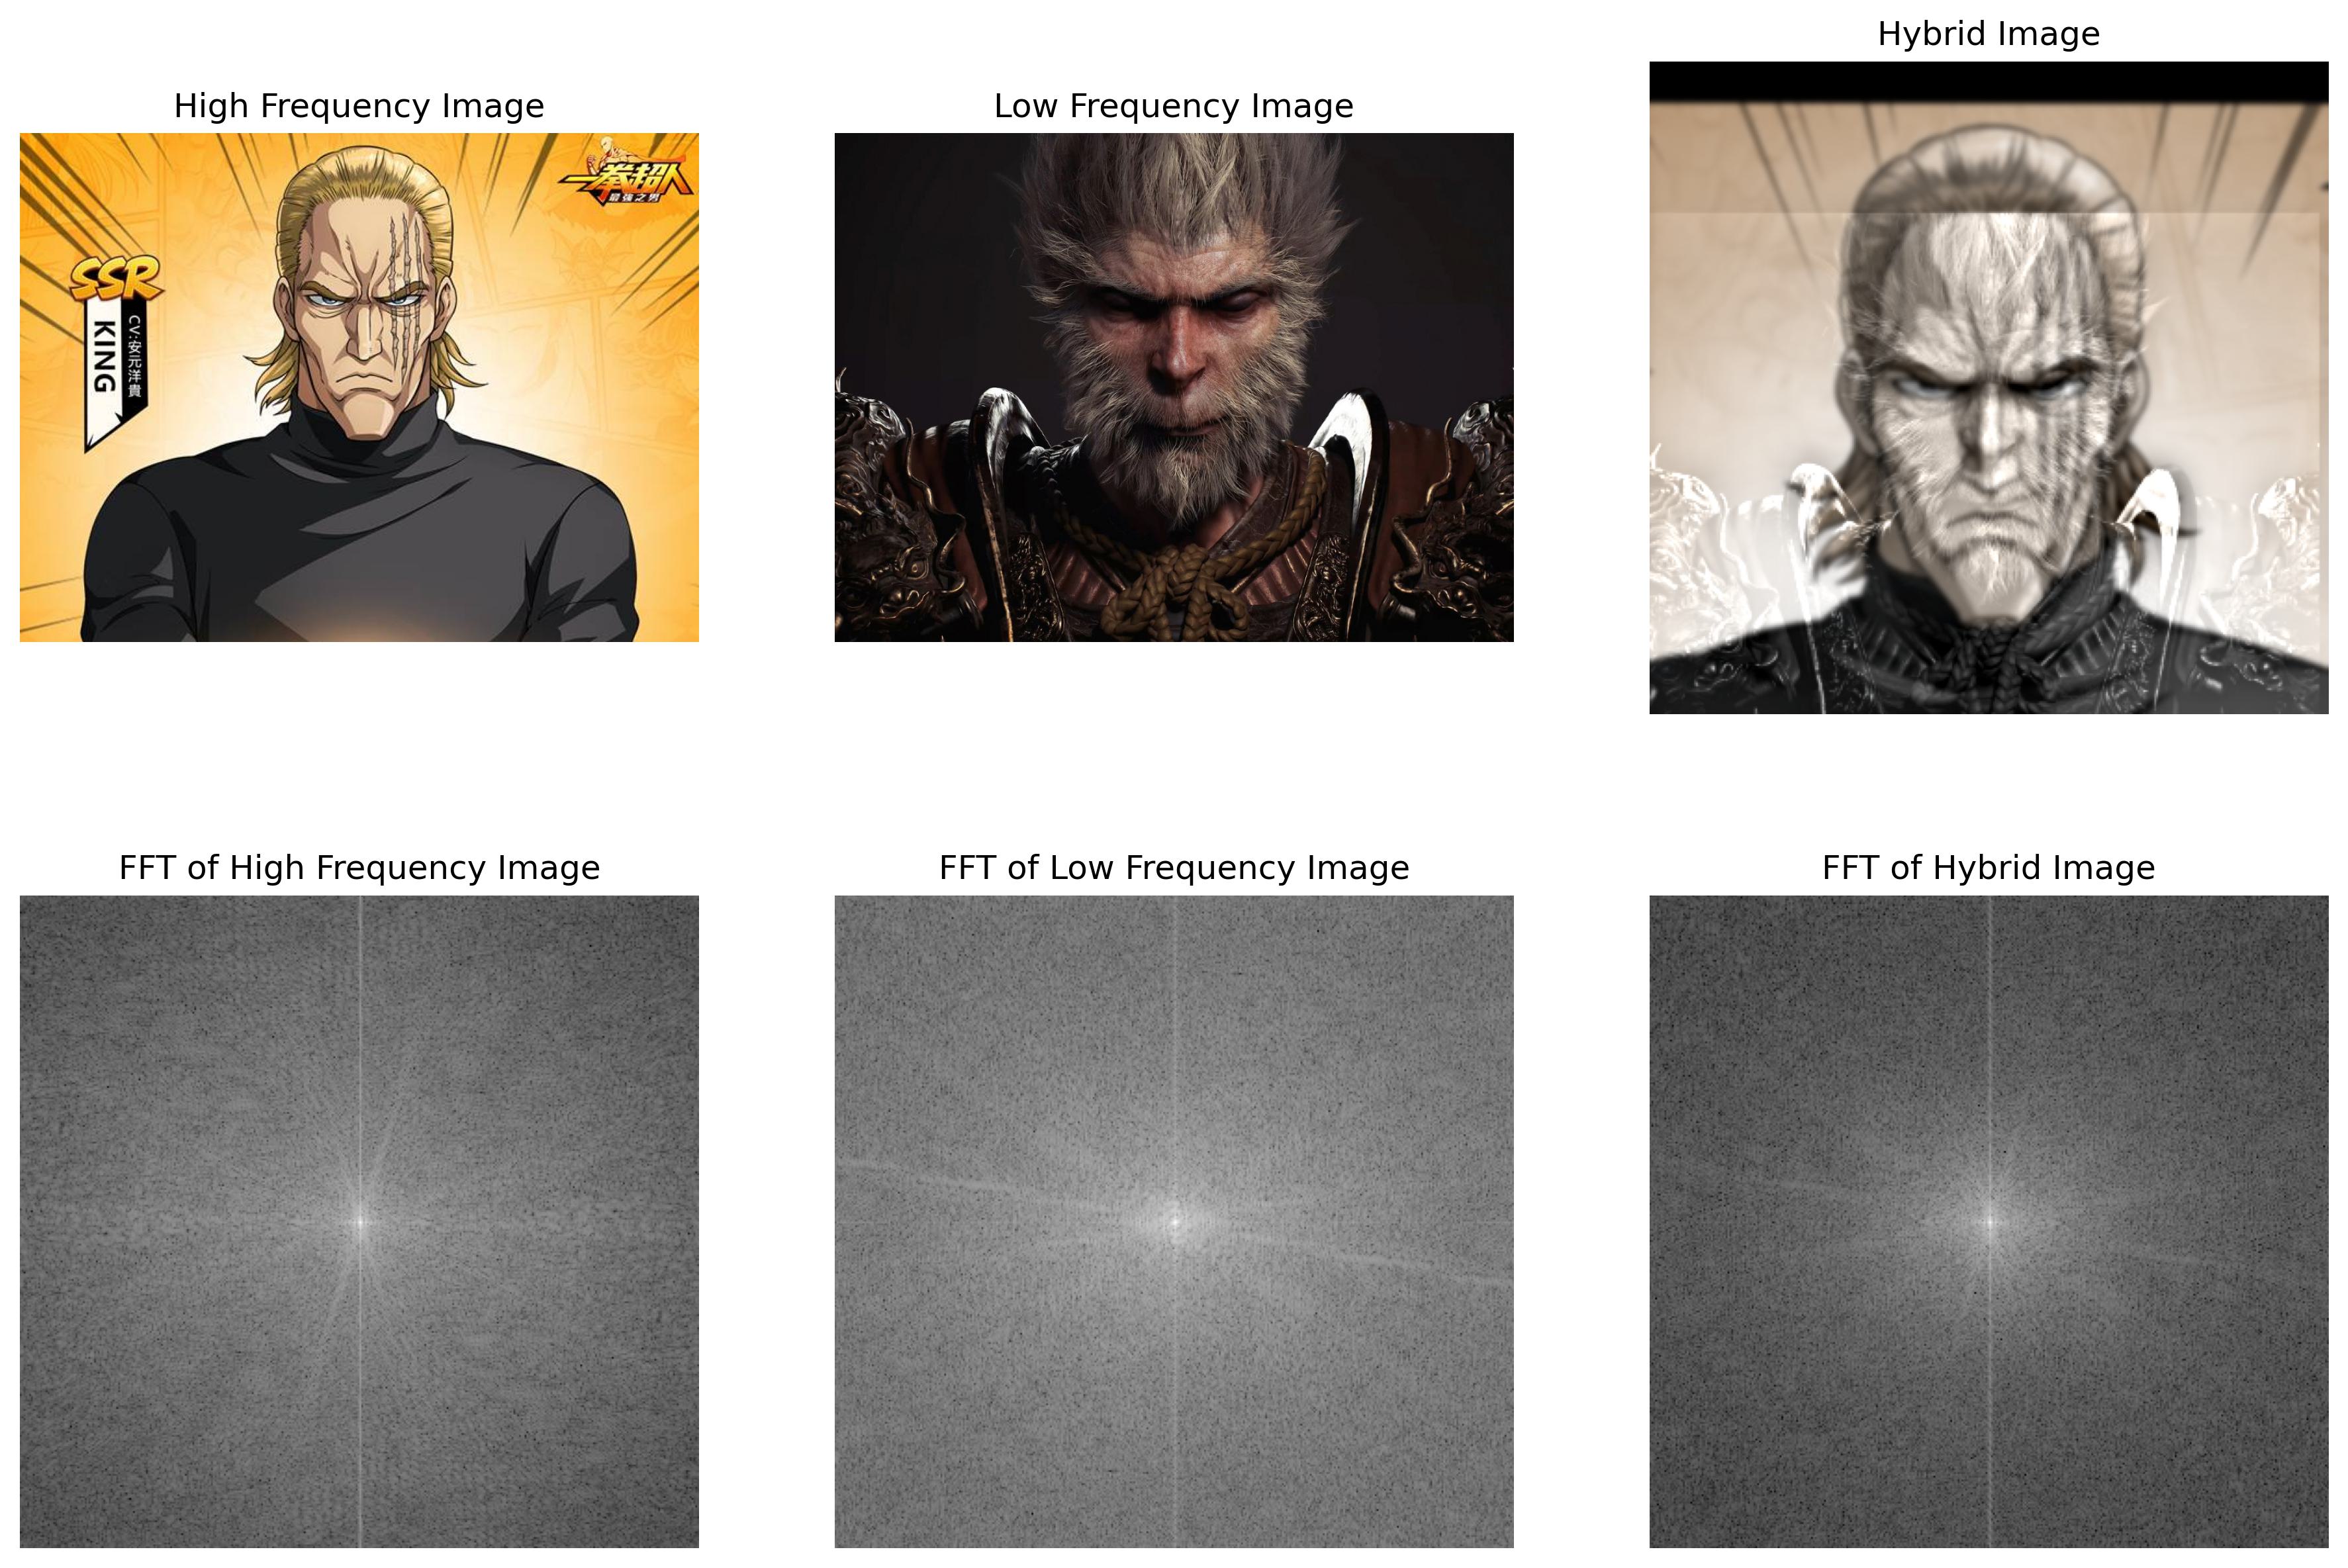 Hybrid Image
High Frequency Image
Low Frequency Image
一拳超人
最強之男
SSR
KING
CV:安元洋貴
FFT of High Frequency Image
FFT of Low Frequency Image
FFT of Hybrid Image